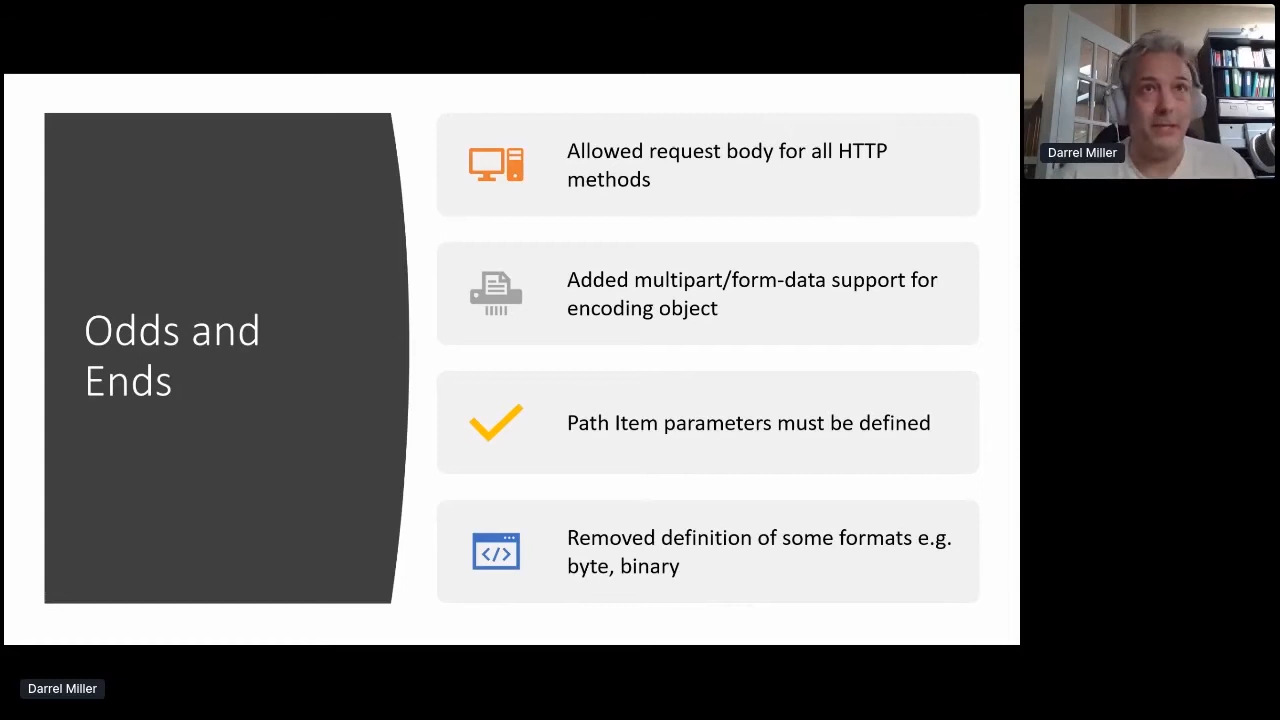 Odds and
Ends
Allowed request body for all HTTP
methods
Added multipart/form-data support for
encoding object
Path Item parameters must be defined
Removed definition of some formats e.g.
byte, binary
Darrel Miller
Darrel Miller